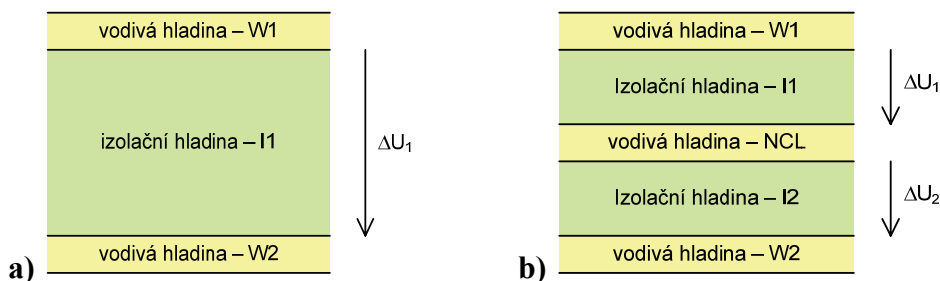 vodivá hladina – W1
izolační hladina – I1
ΔU₁
vodivá hladina – W2
a)
vodivá hladina – W1
Izolační hladina – I1
ΔU₁
vodivá hladina – NCL
Izolační hladina – I2
ΔU₂
vodivá hladina – W2
b)